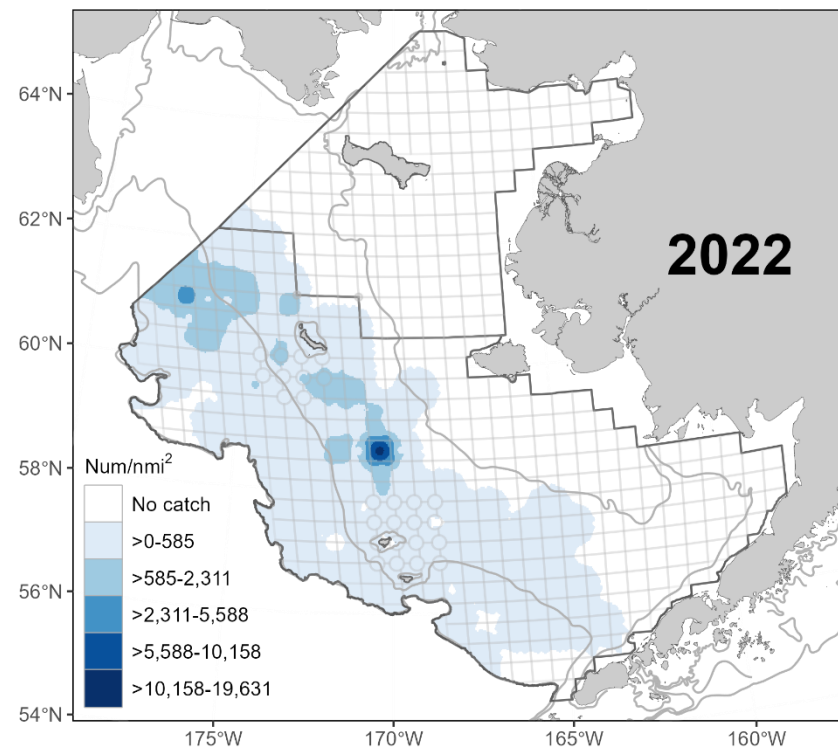 64°N
62°N
60°N
58°N
56°N
54°N
2022
Num/nmi²
No catch
>0-585
>585-2,311
>2,311-5,588
>5,588-10,158
>10,158-19,631
175°W
170°W
165°W
160°W